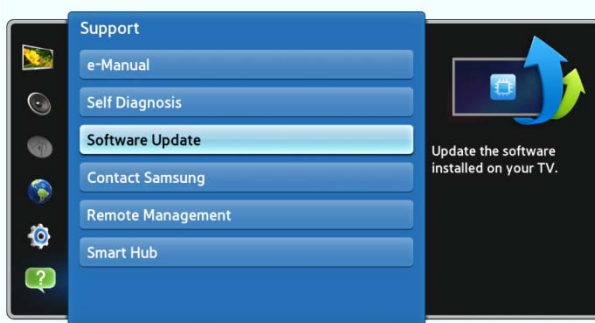 Support
e-Manual
Self Diagnosis
Software Update
Contact Samsung
Remote Management
Smart Hub
Update the software
installed on your TV.